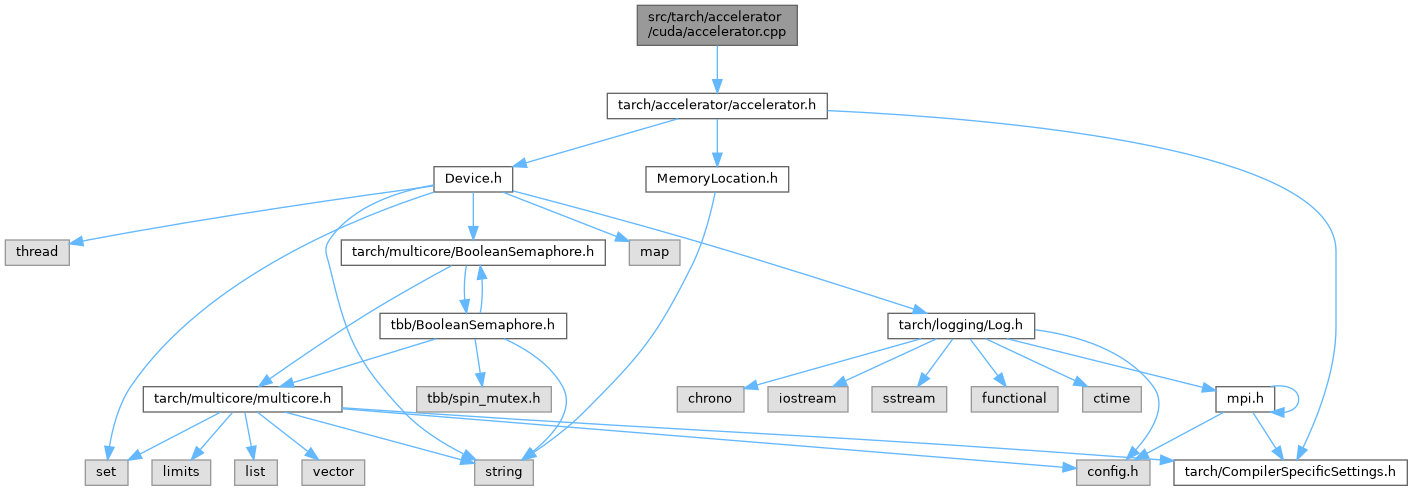 src/tarch/accelerator
/cuda/accelerator.cpp
tarch/accelerator/accelerator.h
Device.h
MemoryLocation.h
thread
tarch/multicore/BooleanSemaphore.h
map
tbb/BooleanSemaphore.h
tarch/logging/Log.h
tarch/multicore/multicore.h
tbb/spin_mutex.h
chrono
iostream
sstream
functional
ctime
mpi.h
set
limits
list
vector
string
config.h
tarch/CompilerSpecificSettings.h